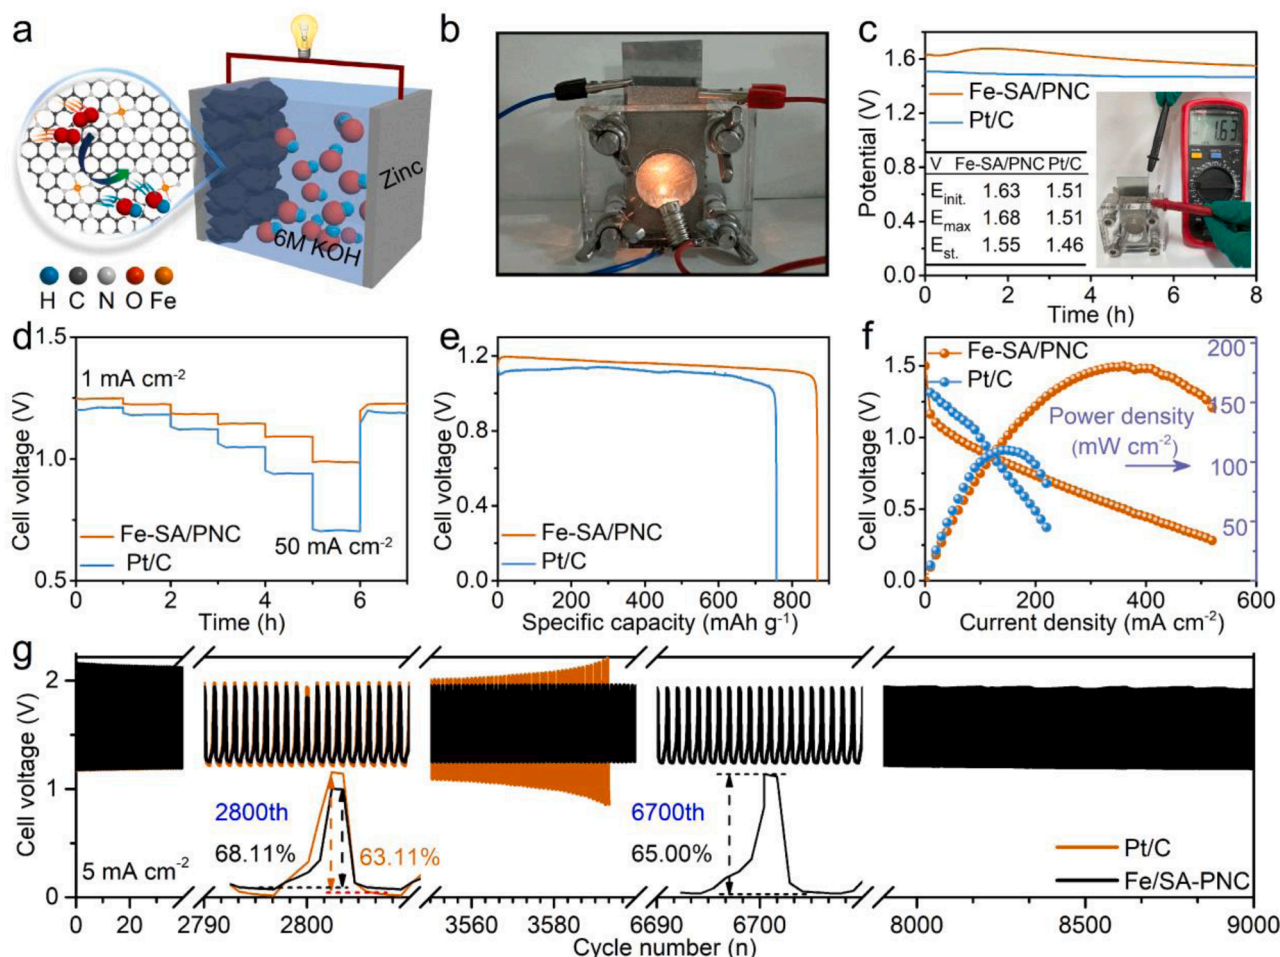 a
Zinc
6M KOH
H C N O Fe
b
c
Potential (V)
1.6
1.2
0.8
0.4
0.0
Fe-SA/PNC
Pt/C
V Fe-SA/PNC Pt/C
Einit. 1.63 1.51
Emax 1.68 1.51
Est. 1.55 1.46
1.63
0 2 4 6 8
Time (h)
d
Cell voltage (V)
1.5
1.0
0.5
1 mA cm-2
Fe-SA/PNC
Pt/C
50 mA cm-2
0 2 4 6
Time (h)
e
Cell voltage (V)
1.2
0.8
0.4
0.0
Fe-SA/PNC
Pt/C
0 200 400 600 800
Specific capacity (mAh g-1)
f
Cell voltage (V)
1.5
1.0
0.5
0.0
Fe-SA/PNC
Pt/C
Power density
(mW cm-2)
200
150
100
50
0 200 400 600
Current density (mA cm-2)
g
Cell voltage (V)
2
1
0
2800th
68.11%
63.11%
6700th
65.00%
5 mA cm-2
Pt/C
Fe/SA-PNC
0 20 2790 2800 3560 3580 6690 6700 8000 8500 9000
Cycle number (n)